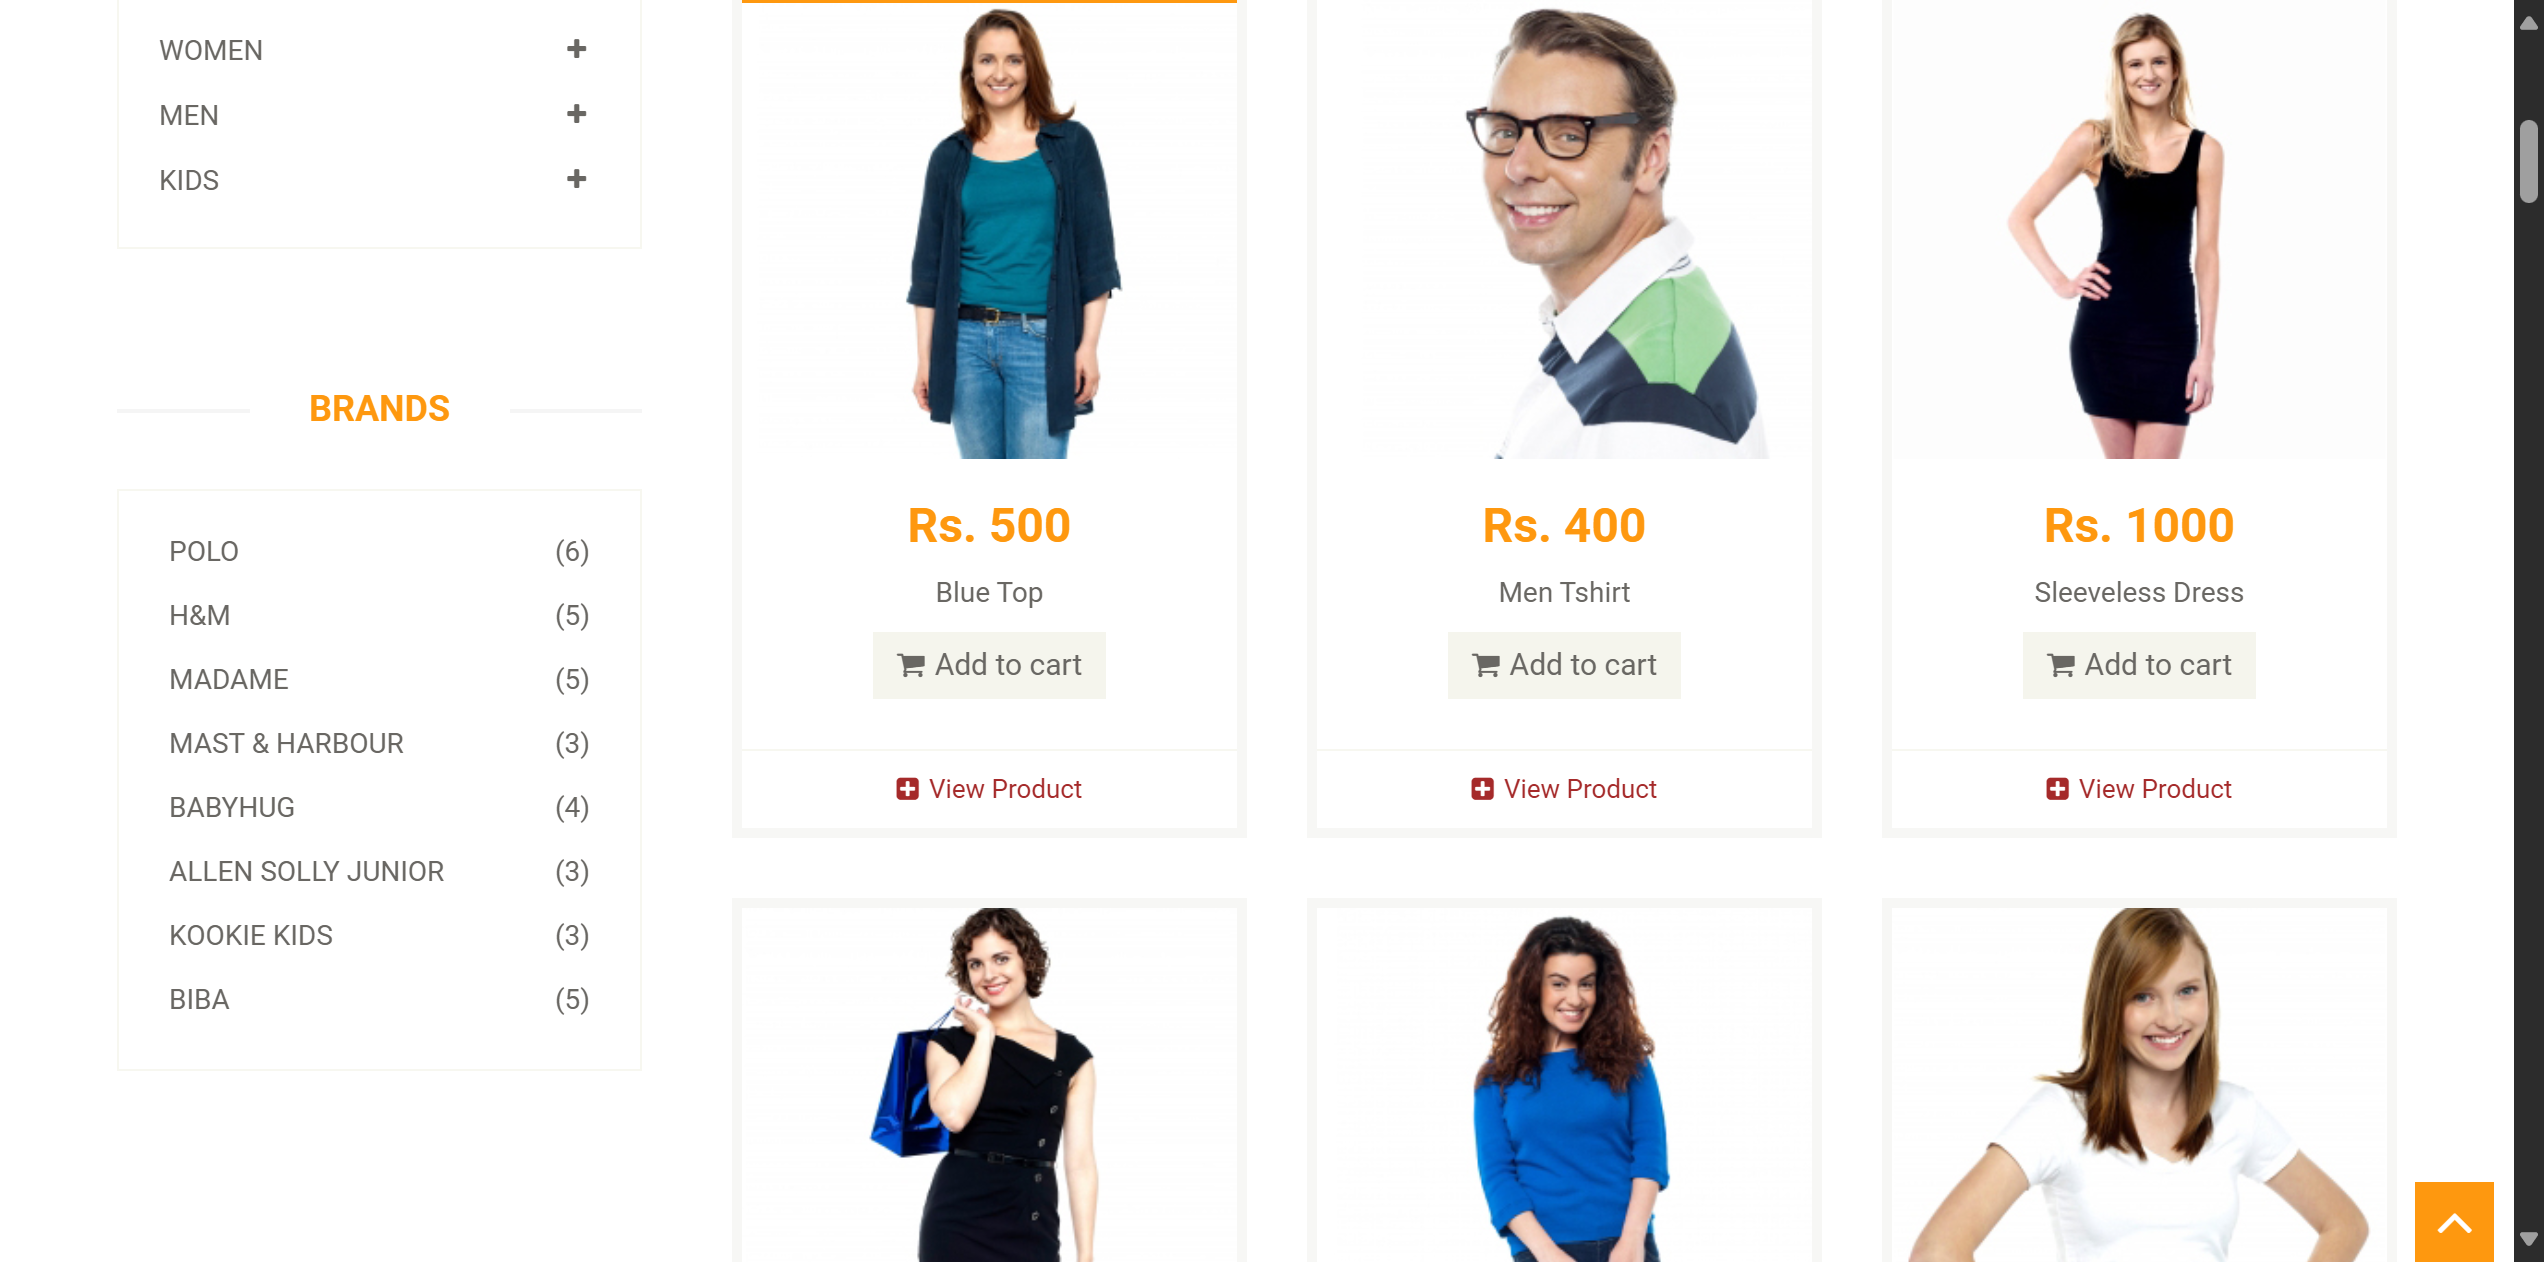 WOMEN
MEN
KIDS
BRANDS
POLO (6)
H&M (5)
MADAME (5)
MAST & HARBOUR (3)
BABYHUG (4)
ALLEN SOLLY JUNIOR (3)
KOOKIE KIDS (3)
BIBA (5)
Rs. 500
Blue Top
Add to cart
View Product
Rs. 400
Men Tshirt
Add to cart
View Product
Rs. 1000
Sleeveless Dress
Add to cart
View Product